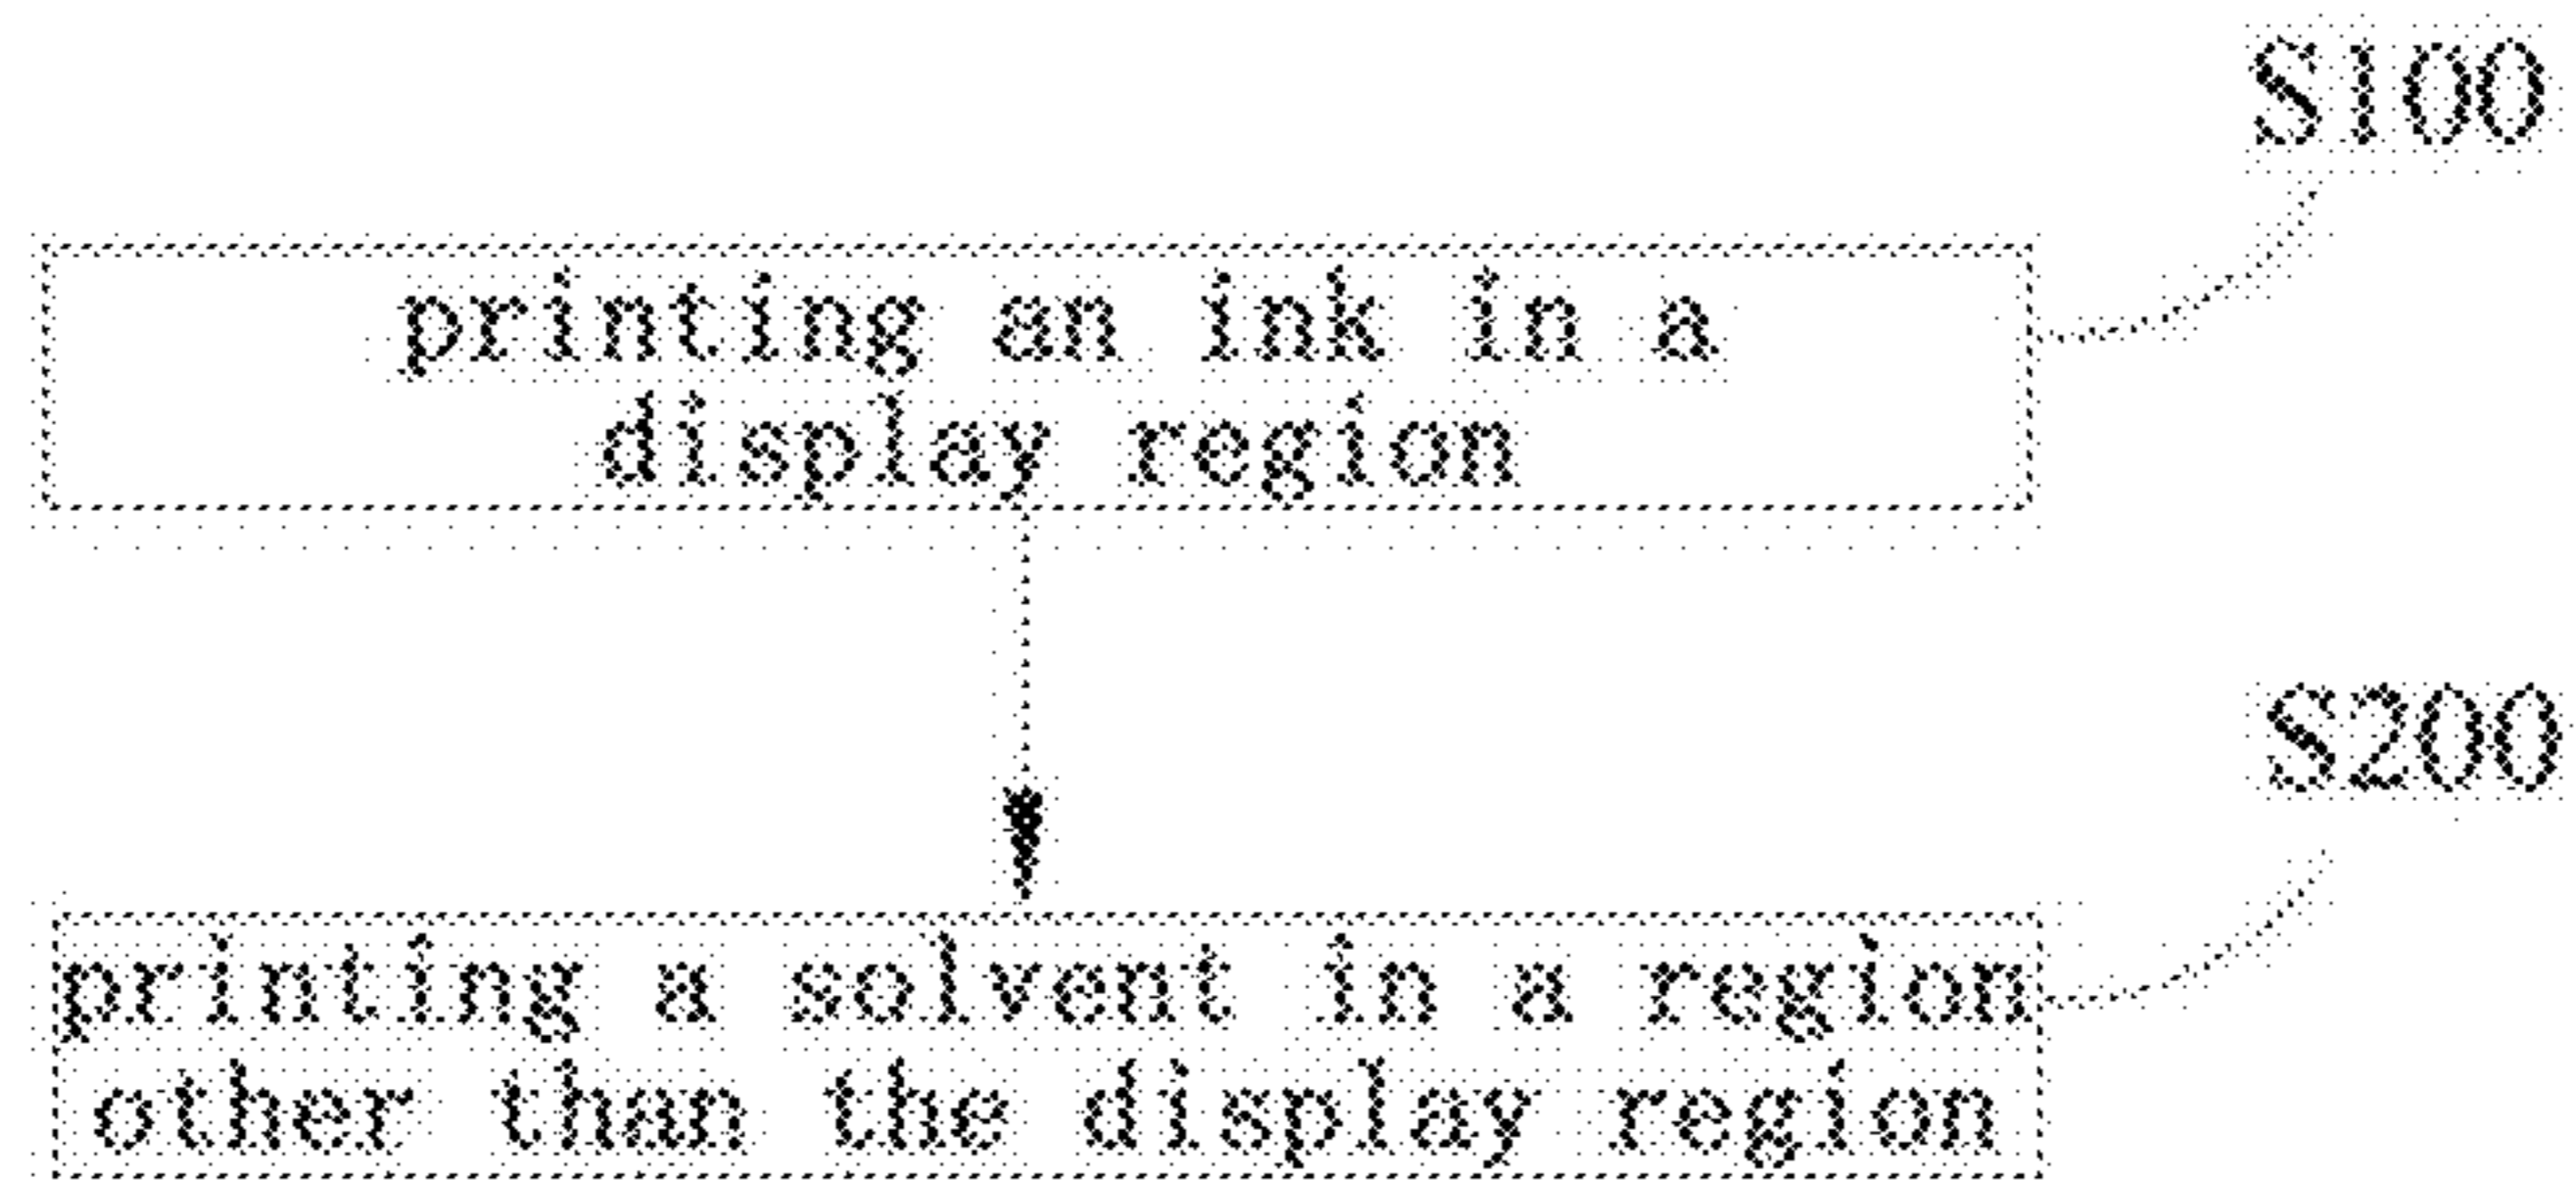 S100
printing an ink in a
display region
S200
printing a solvent in a region
other than the display region